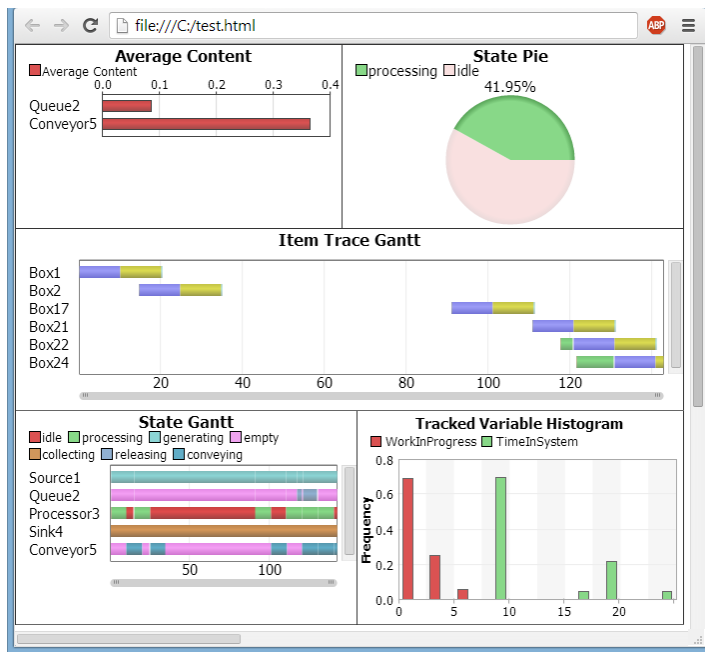 file:///C:/test.html
ABP
Average Content
Average Content
0.0 0.1 0.2 0.3 0.4
Queue2
Conveyor5
State Pie
processing idle
41.95%
Item Trace Gantt
Box1
Box2
Box17
Box21
Box22
Box24
20 40 60 80 100 120
State Gantt
idle processing generating empty
collecting releasing conveying
Source1
Queue2
Processor3
Sink4
Conveyor5
50 100
Tracked Variable Histogram
WorkInProgress TimeInSystem
Frequency
0.8
0.6
0.4
0.2
0.0
0 5 10 15 20